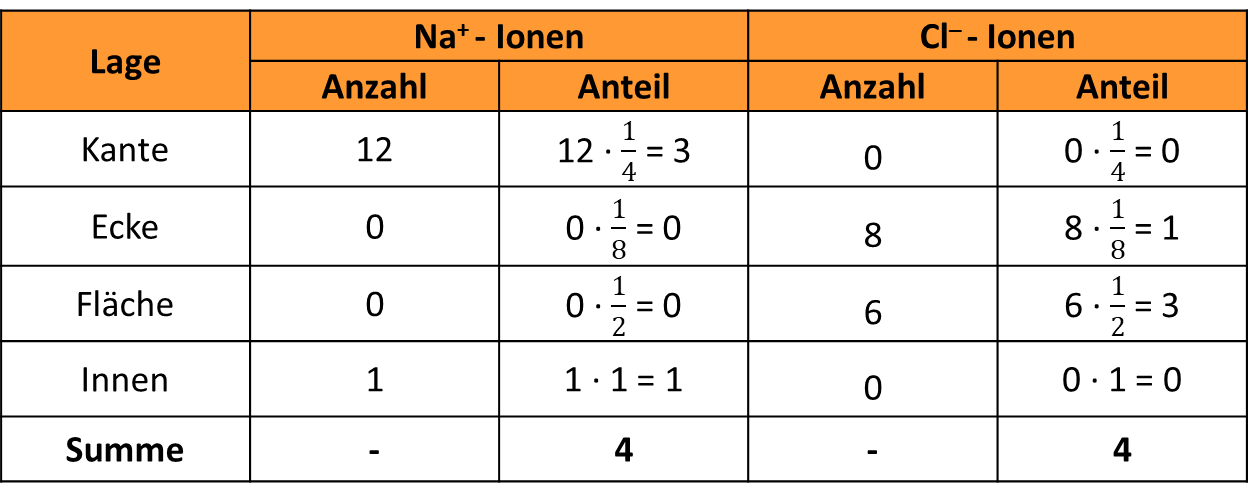 Lage Na⁺ - Ionen Cl⁻ - Ionen
Anzahl Anteil Anzahl Anteil
Kante 12 12 · 1/4 = 3 0 0 · 1/4 = 0
Ecke 0 0 · 1/8 = 0 8 8 · 1/8 = 1
Fläche 0 0 · 1/2 = 0 6 6 · 1/2 = 3
Innen 1 1 · 1 = 1 0 0 · 1 = 0
Summe - 4 - 4